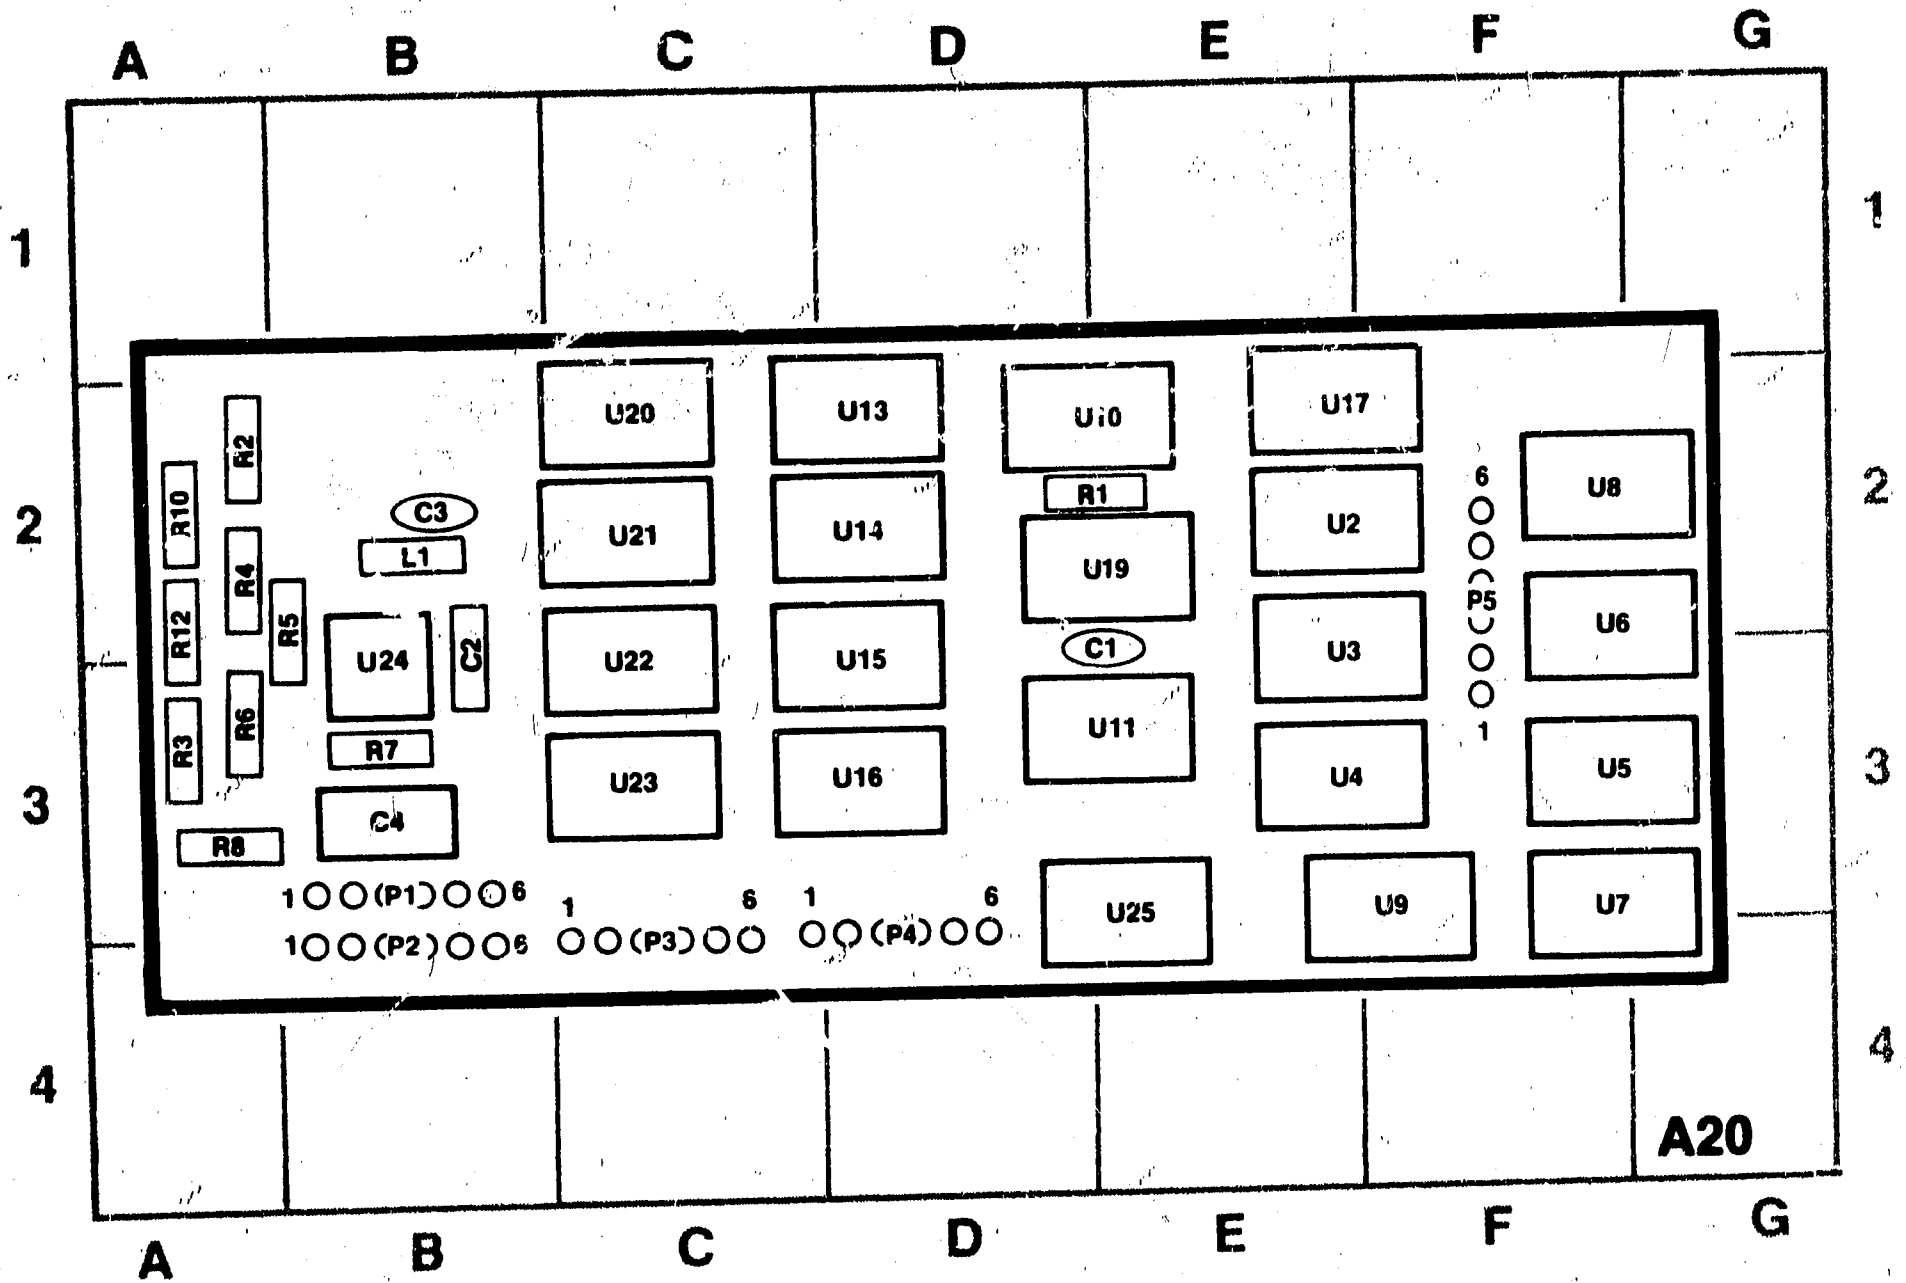 A B C D E F G
1 1
U20 U13 U10 U17
R2 6 U8
2 R10 C3 R1 2
U21 U14 U2
L1
R4 U19
R12 R5 P5 U6
U24 C2 U22 U15 C1 U3
R3 R6 R7 U11 1
3 U23 U16 U4 U5 3
C4
R8
1 (P1) 6 1 6 1 6 U25 U9 U7
1 (P2) 6 (P3) (P4)
4 4
A20
A B C D E F G